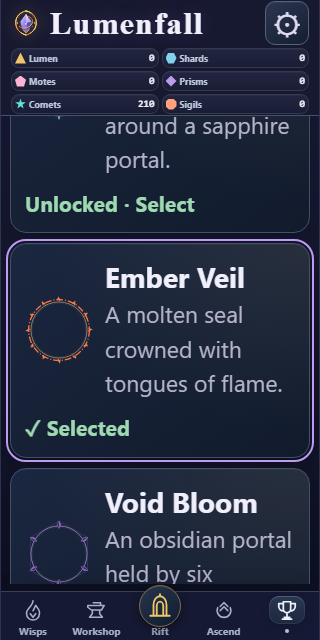 Lumenfall
Lumen 0
Shards 0
Motes 0
Prisms 0
Comets 210
Sigils 0
around a sapphire
portal.
Unlocked · Select
Ember Veil
A molten seal
crowned with
tongues of flame.
✓ Selected
Void Bloom
An obsidian portal
held by six
Wisps
Workshop
Rift
Ascend